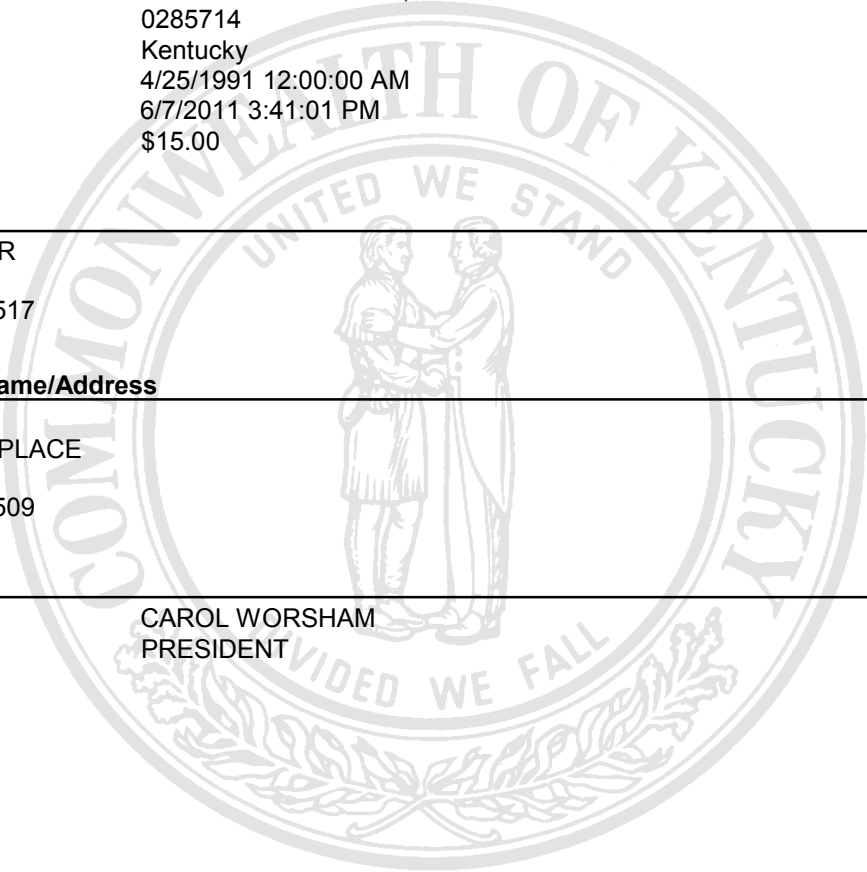 0285714
Kentucky
4/25/1991 12:00:00 AM
6/7/2011 3:41:01 PM
$15.00
COMMONWEALTH OF KENTUCKY
UNITED WE STAND
R
517
ame/Address
PLACE
509
CAROL WORSHAM
PRESIDENT
DIVIDED WE FALL